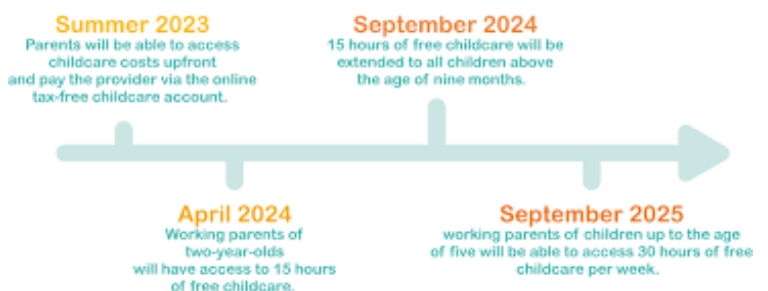 Summer 2023
Parents will be able to access
childcare costs upfront
and pay the provider via the online
tax-free childcare account.
September 2024
15 hours of free childcare will be
extended to all children above
the age of nine months.
April 2024
Working parents of
two-year-olds
will have access to 15 hours
of free childcare.
September 2025
working parents of children up to the age
of five will be able to access 30 hours of free
childcare per week.